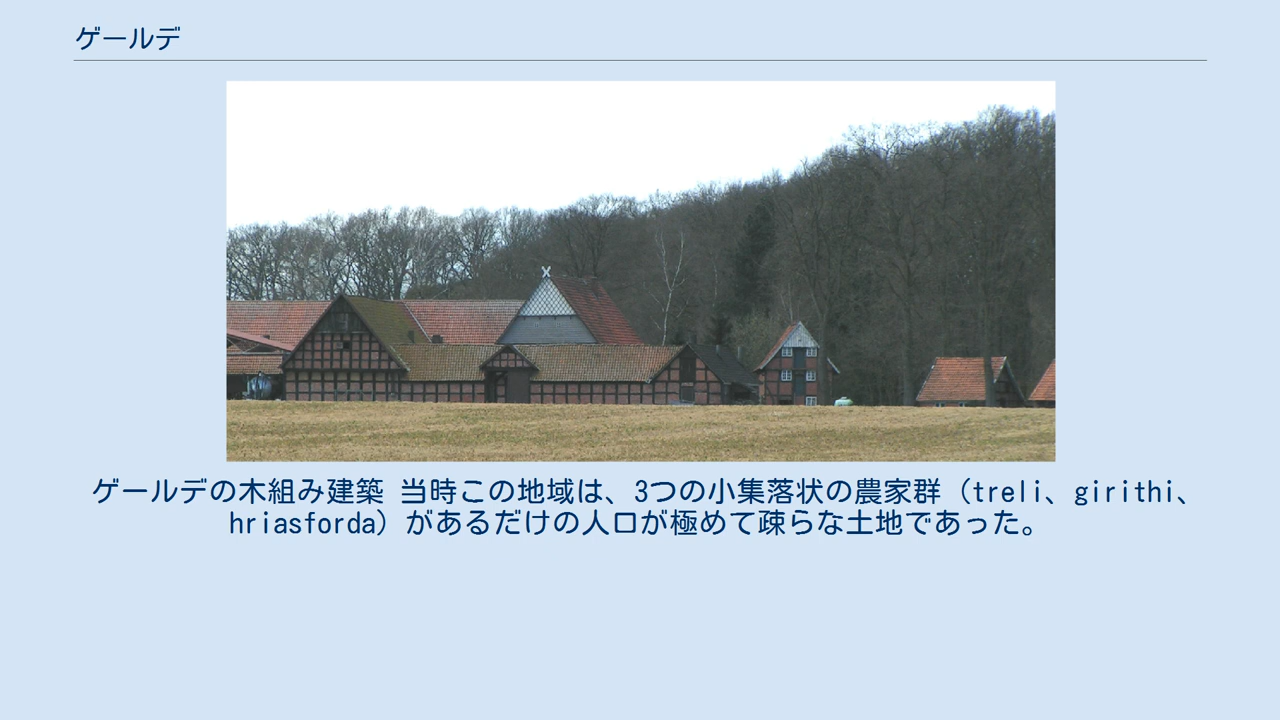 ゲールデ
ゲールデの木組み建築 当時この地域は、3つの小集落状の農家群（treli、girithi、
hriasforda）があるだけの人口が極めて疎らな土地であった。